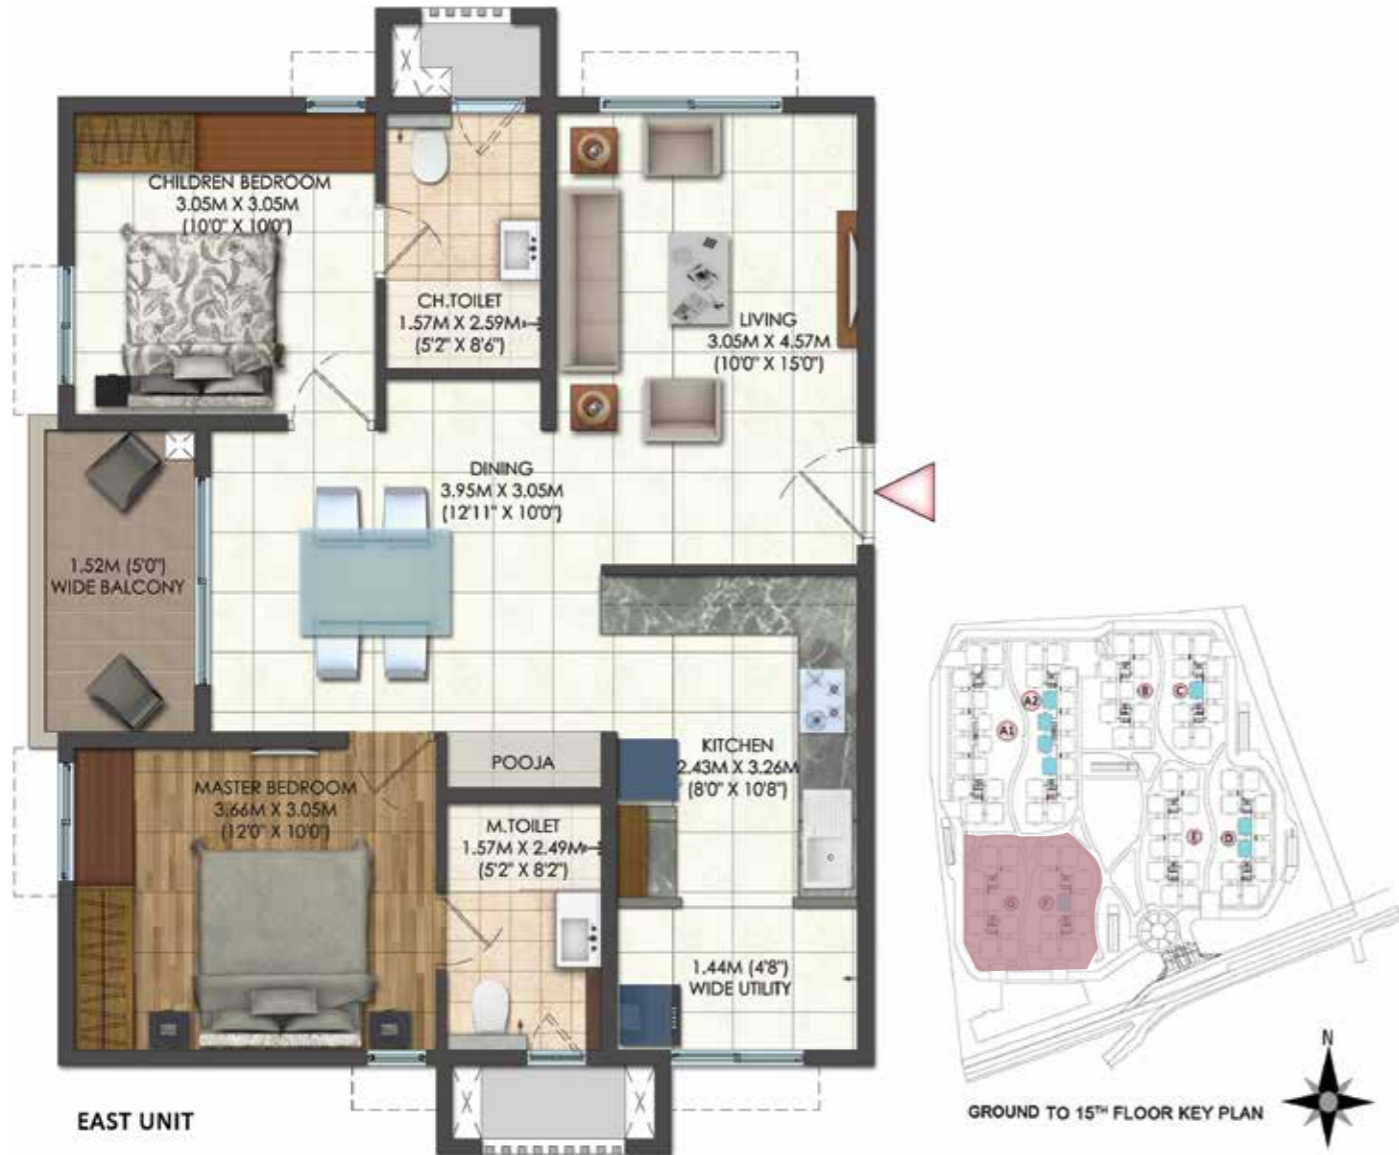 CHILDREN BEDROOM
3.05M X 3.05M
(10'0" X 10'0")
CH.TOILET
1.57M X 2.59M
(5'2" X 8'6")
LIVING
3.05M X 4.57M
(10'0" X 15'0")
DINING
3.95M X 3.05M
(12'11" X 10'0")
1.52M (5'0")
WIDE BALCONY
POOJA
KITCHEN
2.43M X 3.26M
(8'0" X 10'8")
MASTER BEDROOM
3.66M X 3.05M
(12'0" X 10'0")
M.TOILET
1.57M X 2.49M
(5'2" X 8'2")
1.44M (4'8")
WIDE UTILITY
EAST UNIT
A2
B
C
A1
E
D
G
F
N
GROUND TO 15TH FLOOR KEY PLAN